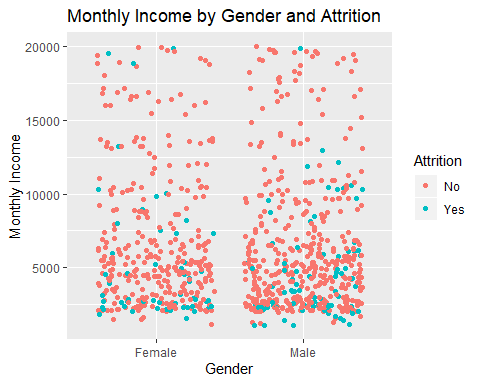 Monthly Income by Gender and Attrition
20000
15000
10000
5000
Monthly Income
Female
Male
Gender
Attrition
No
Yes